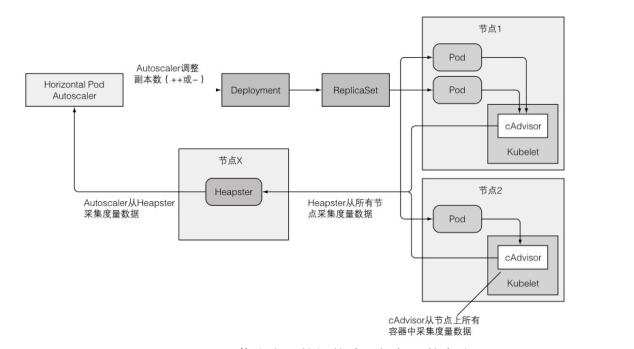 节点1
Autoscaler调整
副本数（++或−）
Horizontal Pod
Autoscaler
Deployment
ReplicaSet
Pod
Pod
cAdvisor
Kubelet
节点X
Heapster
Autoscaler从Heapster
采集度量数据
Heapster从所有节
点采集度量数据
节点2
Pod
cAdvisor
Kubelet
cAdvisor从节点上所有
容器中采集度量数据